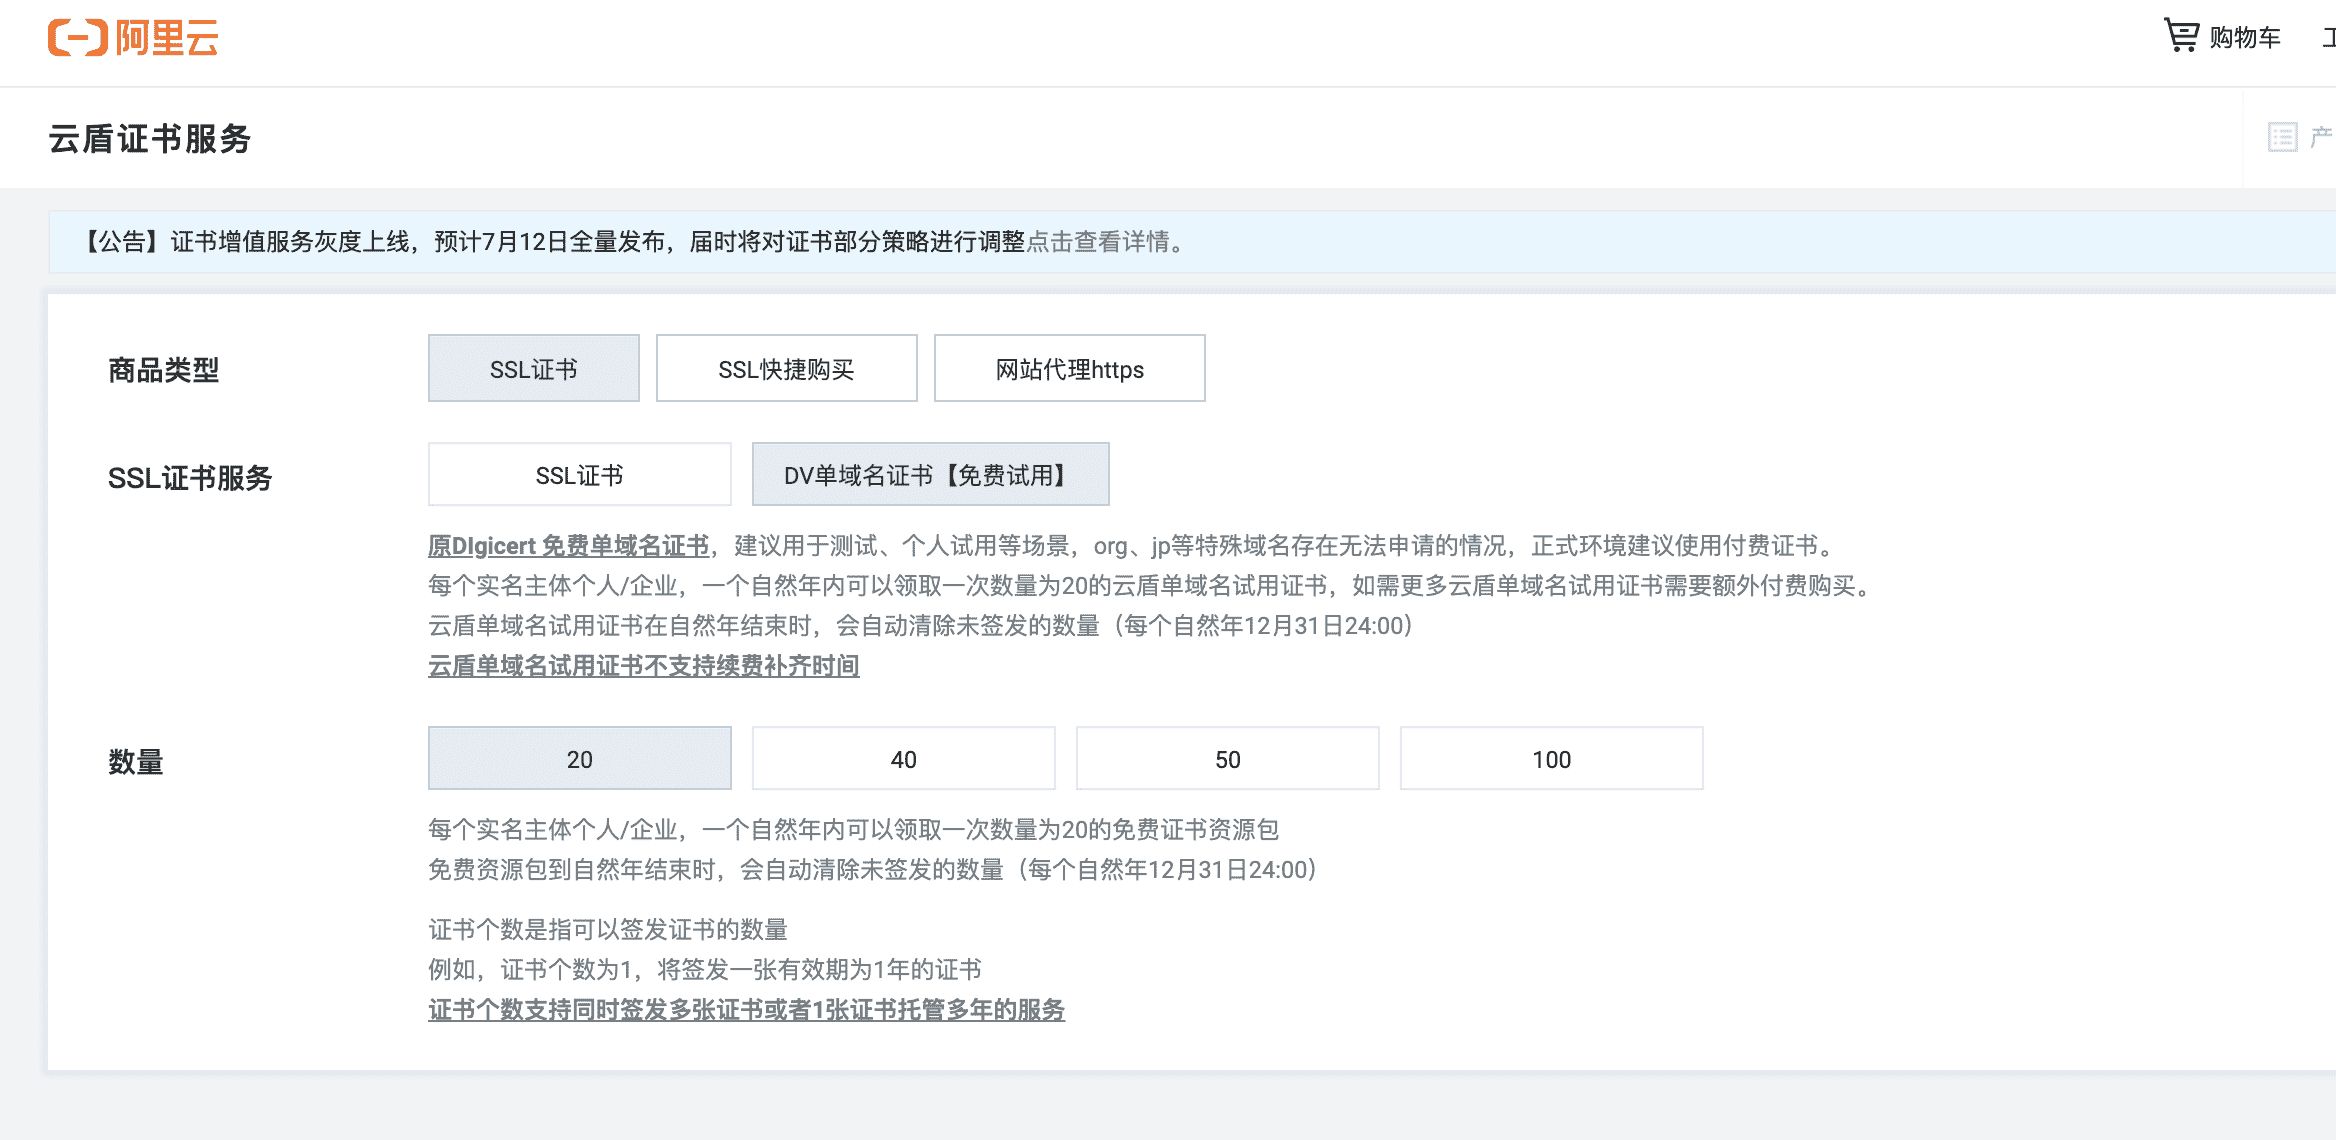 阿里云
购物车
云盾证书服务
产
【公告】证书增值服务灰度上线，预计7月12日全量发布，届时将对证书部分策略进行调整点击查看详情。
商品类型
SSL证书
SSL快捷购买
网站代理https
SSL证书服务
SSL证书
DV单域名证书【免费试用】
原DIgicert 免费单域名证书，建议用于测试、个人试用等场景，org、jp等特殊域名存在无法申请的情况，正式环境建议使用付费证书。
每个实名主体个人/企业，一个自然年内可以领取一次数量为20的云盾单域名试用证书，如需更多云盾单域名试用证书需要额外付费购买。
云盾单域名试用证书在自然年结束时，会自动清除未签发的数量（每个自然年12月31日24:00）
云盾单域名试用证书不支持续费补齐时间
数量
20
40
50
100
每个实名主体个人/企业，一个自然年内可以领取一次数量为20的免费证书资源包
免费资源包到自然年结束时，会自动清除未签发的数量（每个自然年12月31日24:00）
证书个数是指可以签发证书的数量
例如，证书个数为1，将签发一张有效期为1年的证书
证书个数支持同时签发多张证书或者1张证书托管多年的服务